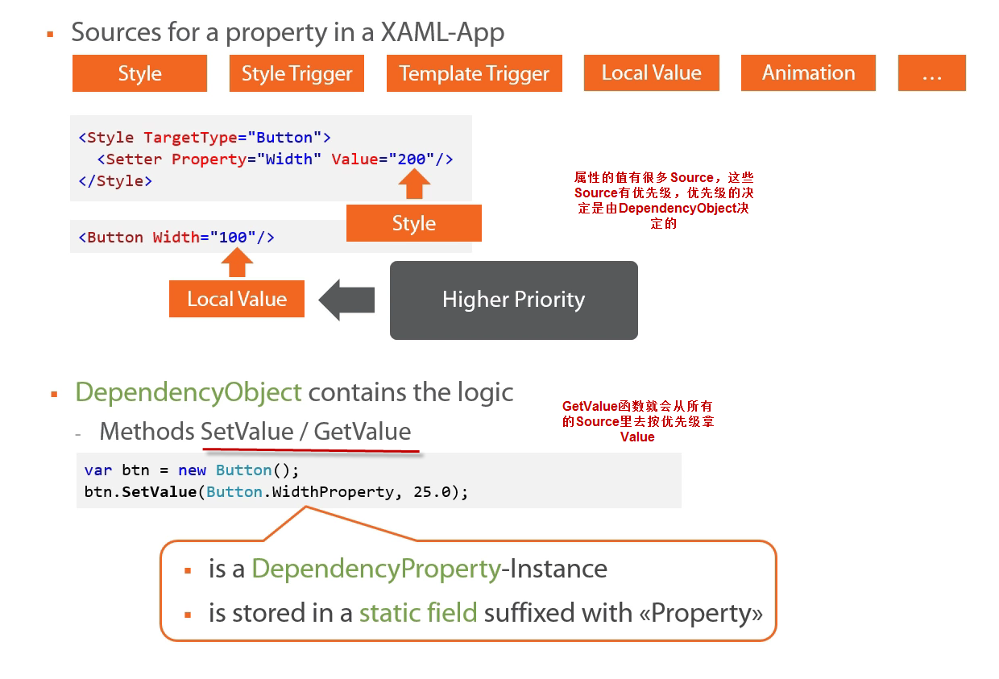 Sources for a property in a XAML-App
Style
Style Trigger
Template Trigger
Local Value
Animation
...
<Style TargetType="Button">
<Setter Property="Width" Value="200"/>
</Style>
Style
<Button Width="100"/>
Local Value
Higher Priority
属性的值有很多Source，这些
Source有优先级，优先级的决
定是由DependencyObject决
定的
DependencyObject contains the logic
- Methods SetValue / GetValue
GetValue函数就会从所有
的Source里去按优先级拿
Value
var btn = new Button();
btn.SetValue(Button.WidthProperty, 25.0);
is a DependencyProperty-Instance
is stored in a static field suffixed with «Property»